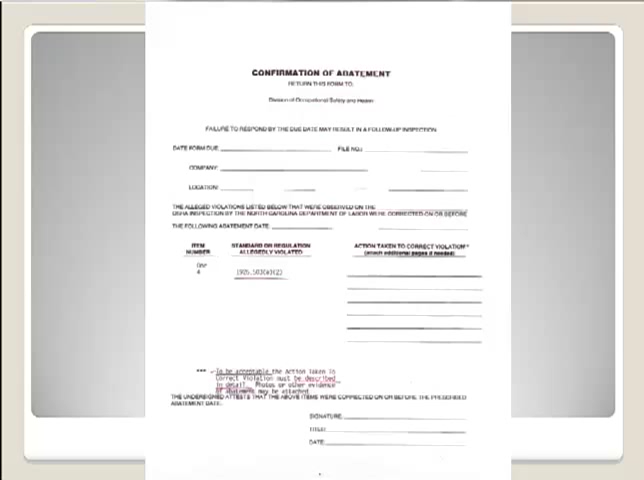 CONFIRMATION OF ABATEMENT
RETURN THIS FORM TO:
Division of Occupational Safety and Health
FAILURE TO RESPOND BY THE DUE DATE MAY RESULT IN A FOLLOW-UP INSPECTION
DATE FORM DUE: FILE NO.:
COMPANY:
LOCATION:
THE ALLEGED VIOLATIONS LISTED BELOW THAT WERE OBSERVED ON THE
OSHA INSPECTION BY THE NORTH CAROLINA DEPARTMENT OF LABOR WERE CORRECTED ON OR BEFORE
THE FOLLOWING ABATEMENT DATE:
ITEM NUMBER STANDARD OR REGULATION ALLEGEDLY VIOLATED ACTION TAKEN TO CORRECT VIOLATION**
(attach additional pages if needed)
One
4
*** - To be acceptable the Action Taken to
Correct Violation must be described
in detail. Photos or other evidence
of abatement may be attached.
THE UNDERSIGNED ATTESTS THAT THE ABOVE ITEMS WERE CORRECTED ON OR BEFORE THE PRESCRIBED
ABATEMENT DATE.
SIGNATURE:
TITLE:
DATE: